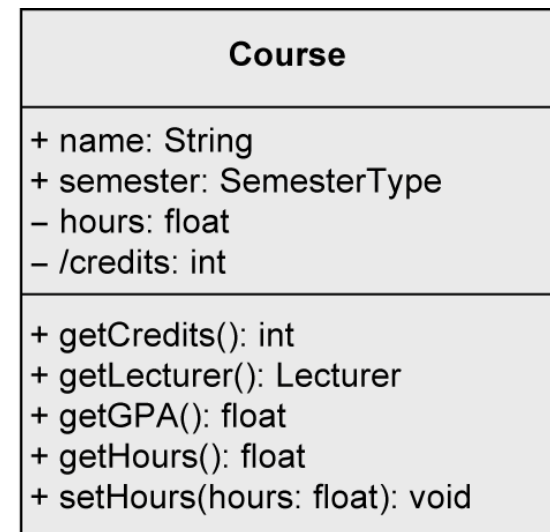 Course
+ name: String
+ semester: SemesterType
– hours: float
– /credits: int
+ getCredits(): int
+ getLecturer(): Lecturer
+ getGPA(): float
+ getHours(): float
+ setHours(hours: float): void